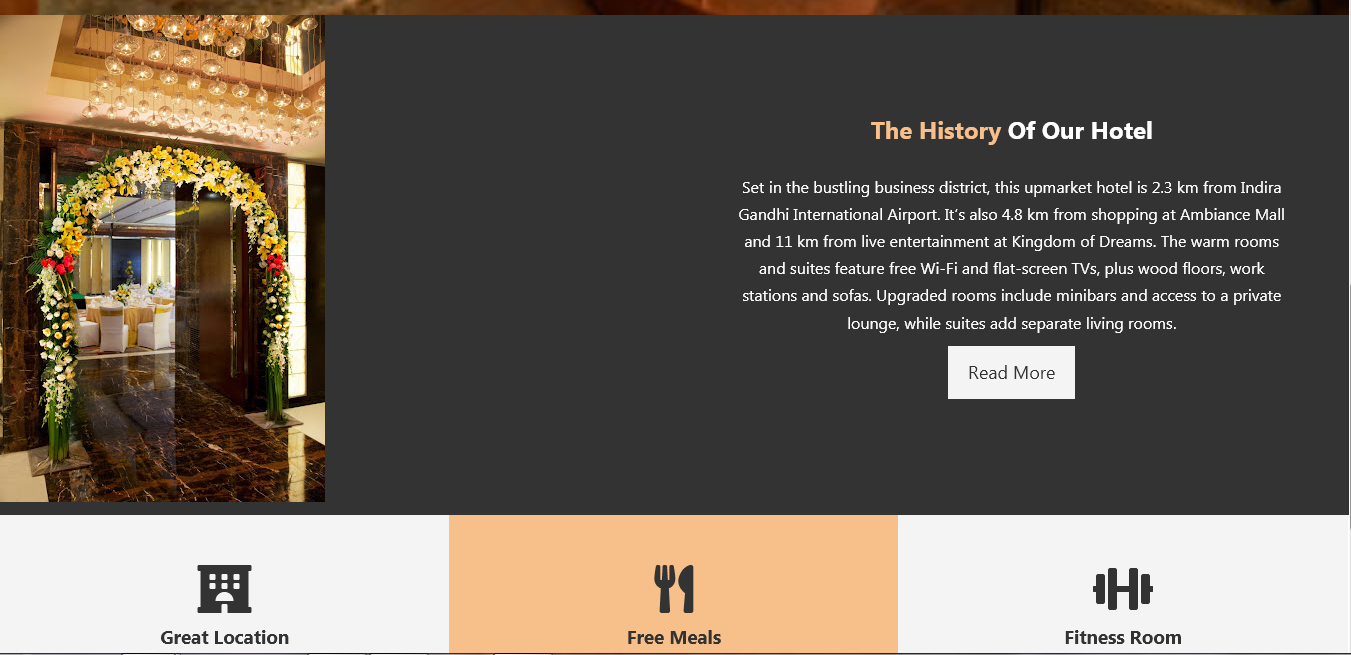 The History Of Our Hotel
Set in the bustling business district, this upmarket hotel is 2.3 km from Indira
Gandhi International Airport. It’s also 4.8 km from shopping at Ambiance Mall
and 11 km from live entertainment at Kingdom of Dreams. The warm rooms
and suites feature free Wi-Fi and flat-screen TVs, plus wood floors, work
stations and sofas. Upgraded rooms include minibars and access to a private
lounge, while suites add separate living rooms.
Read More
Great Location
Free Meals
Fitness Room